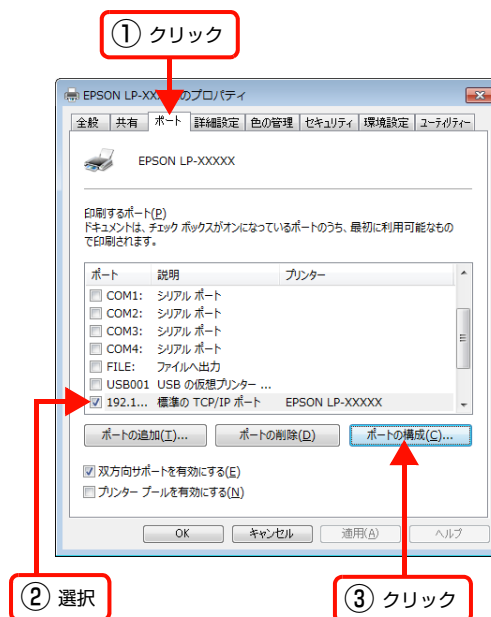 ① クリック
EPSON LP-XX のプロパティ
全般 共有 ポート 詳細設定 色の管理 セキュリティ 環境設定 ユーティリティー
EPSON LP-XXXXX
印刷するポート(P)
ドキュメントは、チェック ボックスがオンになっているポートのうち、最初に利用可能なもの
で印刷されます。
ポート 説明 プリンター
COM1: シリアル ポート
COM2: シリアル ポート
COM3: シリアル ポート
COM4: シリアル ポート
FILE: ファイルへ出力
USB001 USB の仮想プリンター ...
192.1... 標準の TCP/IP ポート EPSON LP-XXXXX
ポートの追加(T)... ポートの削除(D) ポートの構成(C)...
双方向サポートを有効にする(E)
プリンター プールを有効にする(N)
OK キャンセル 適用(A) ヘルプ
② 選択
③ クリック